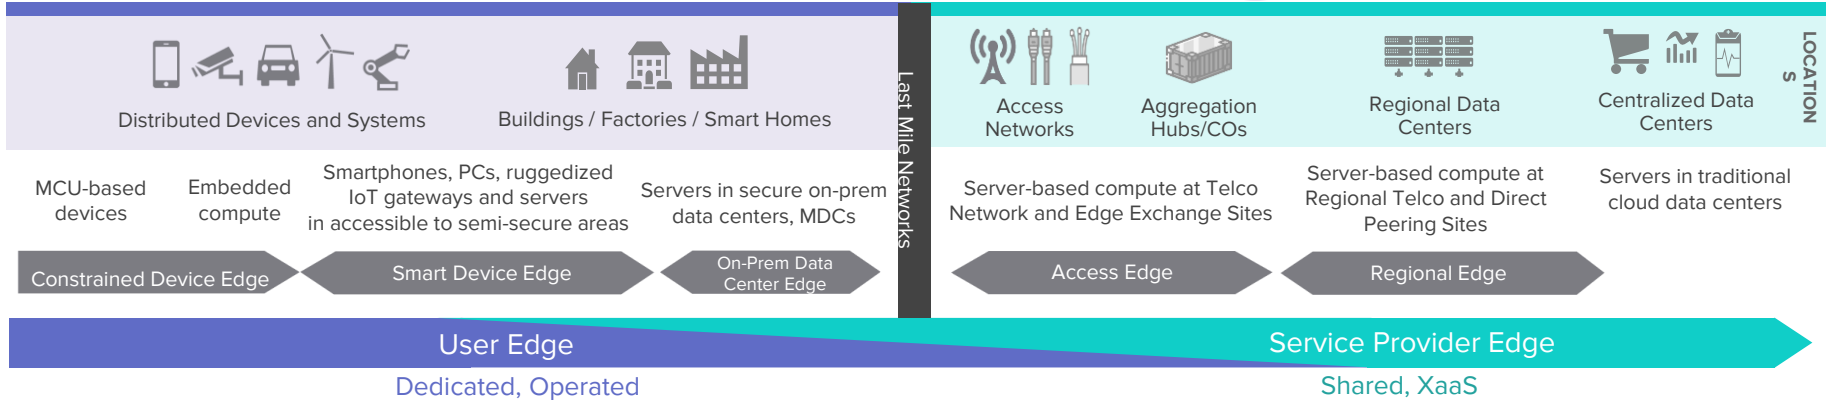 Distributed Devices and Systems
Buildings / Factories / Smart Homes
Last Mile Networks
Access
Networks
Aggregation
Hubs/COs
Regional Data
Centers
Centralized Data
Centers
LOCATION
S
MCU-based
devices
Embedded
compute
Smartphones, PCs, ruggedized
IoT gateways and servers
in accessible to semi-secure areas
Servers in secure on-prem
data centers, MDCs
Server-based compute at Telco
Network and Edge Exchange Sites
Server-based compute at
Regional Telco and Direct
Peering Sites
Servers in traditional
cloud data centers
Constrained Device Edge
Smart Device Edge
On-Prem Data
Center Edge
Access Edge
Regional Edge
User Edge
Service Provider Edge
Dedicated, Operated
Shared, XaaS